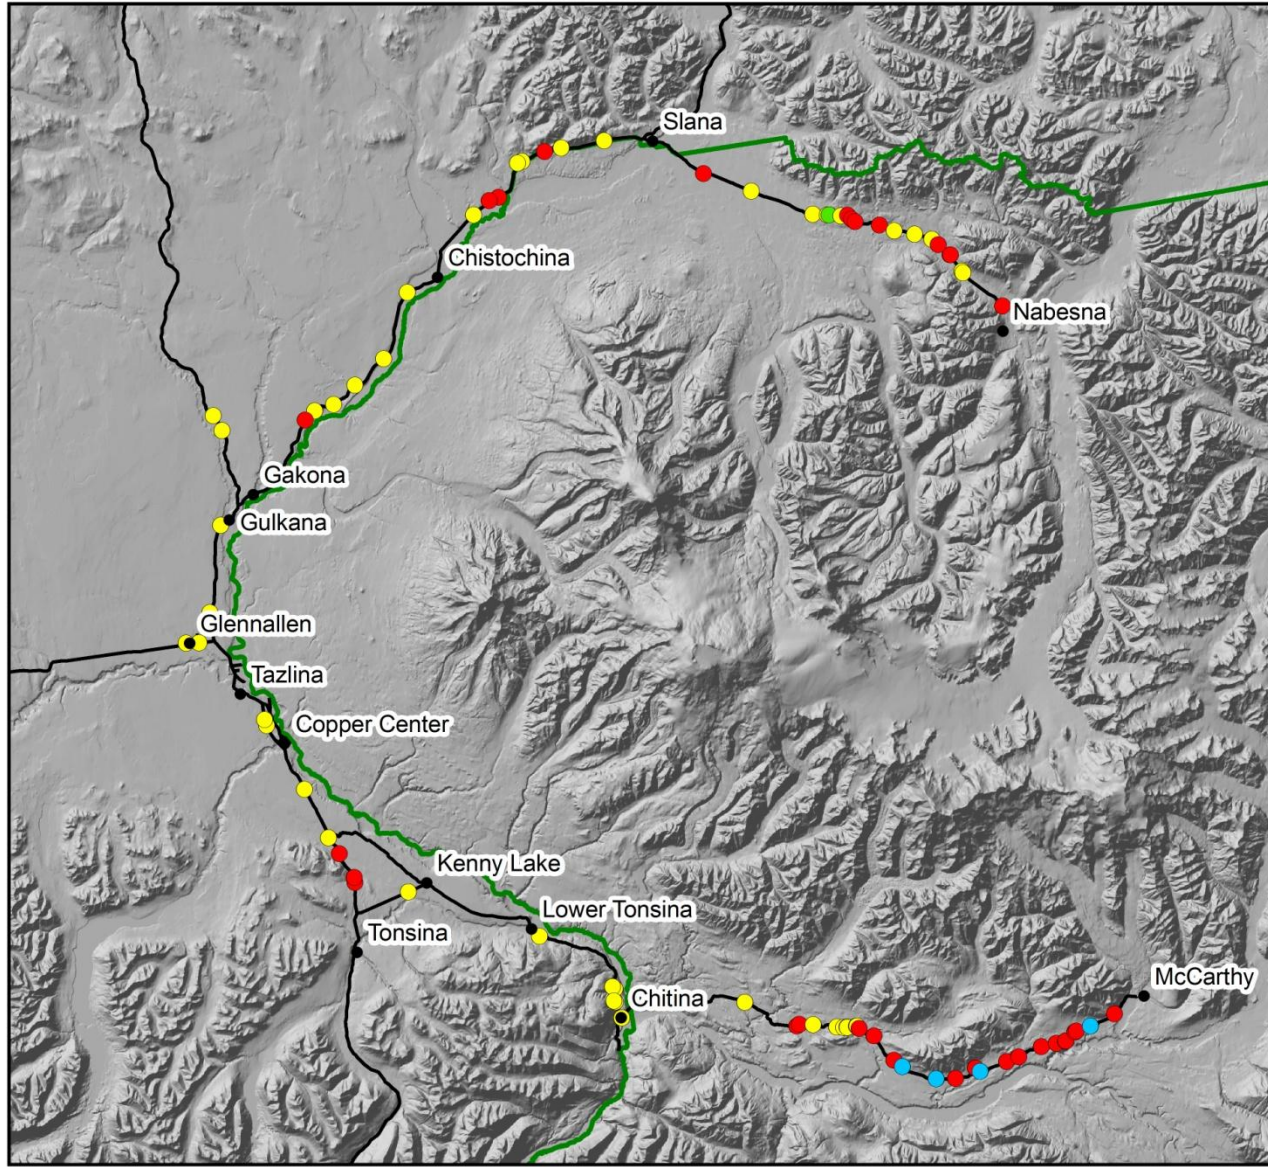 Slana
Chistochina
Nabesna
Gakona
Gulkana
Glennallen
Tazlina
Copper Center
Kenny Lake
Lower Tonsina
Tonsina
McCarthy
Chitina